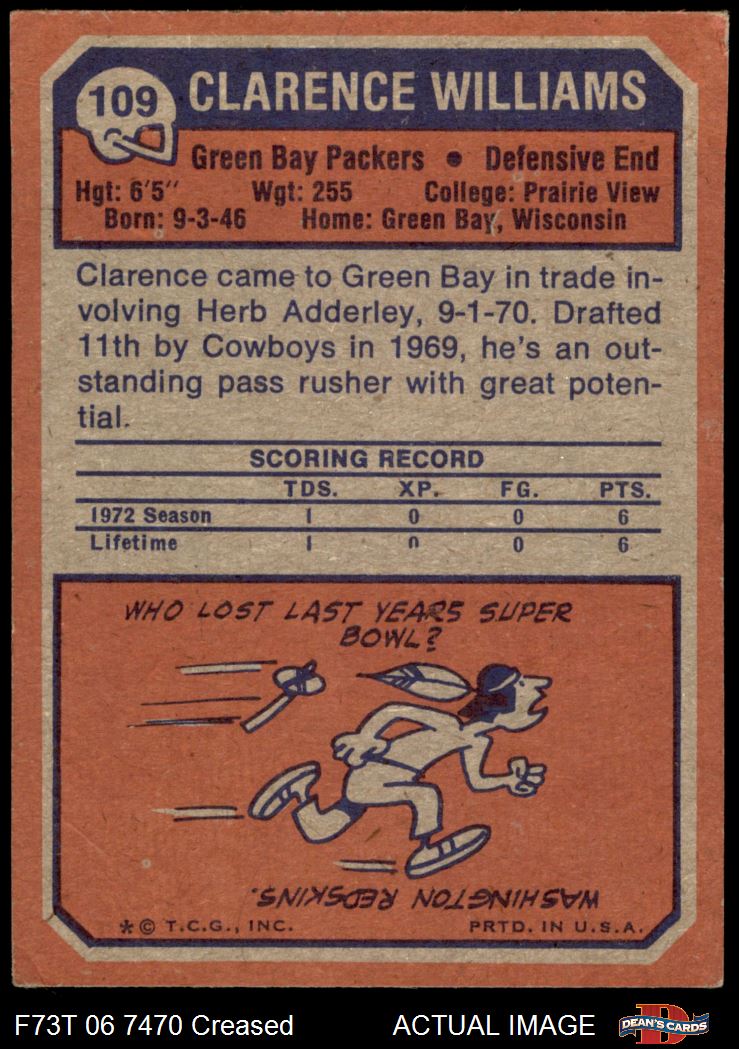 109
CLARENCE WILLIAMS
Green Bay Packers • Defensive End
Hgt: 6'5" Wgt: 255 College: Prairie View
Born: 9-3-46 Home: Green Bay, Wisconsin
Clarence came to Green Bay in trade in-
volving Herb Adderley, 9-1-70. Drafted
11th by Cowboys in 1969, he's an out-
standing pass rusher with great poten-
tial.
SCORING RECORD
TDS. XP. FG. PTS.
1972 Season 1 0 0 6
Lifetime 1 0 0 6
WHO LOST LAST YEARS SUPER
BOWL?
WASHINGTON REDSKINS.
*© T.C.G., INC. PRTD. IN U.S.A.
F73T 06 7470 Creased ACTUAL IMAGE
D
DEAN'S CARDS